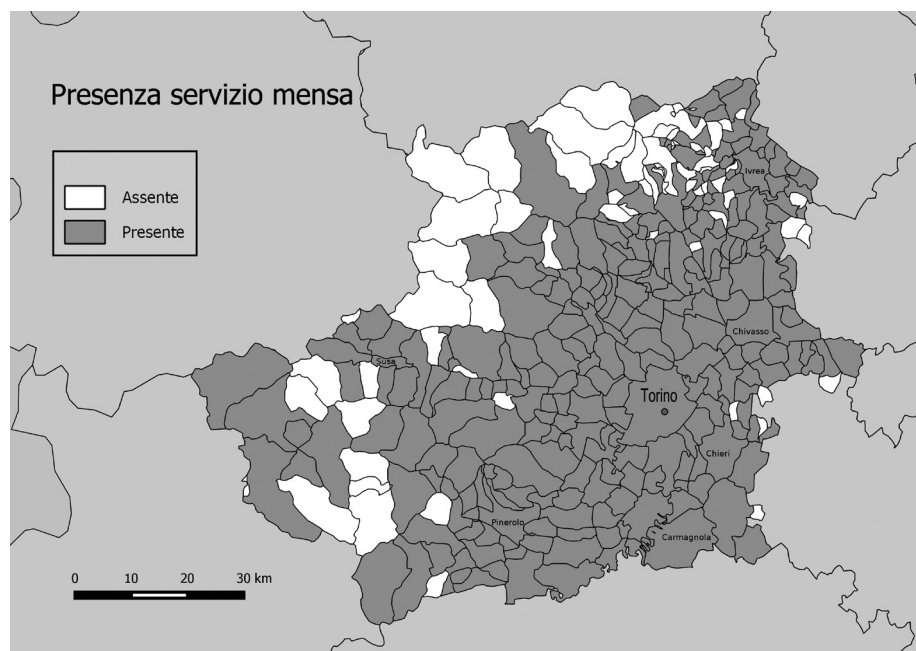 Presenza servizio mensa
Assente
Presente
Ivrea
Chivasso
Susa
Torino
Chieri
Pinerolo
Carmagnola
0 10 20 30 km